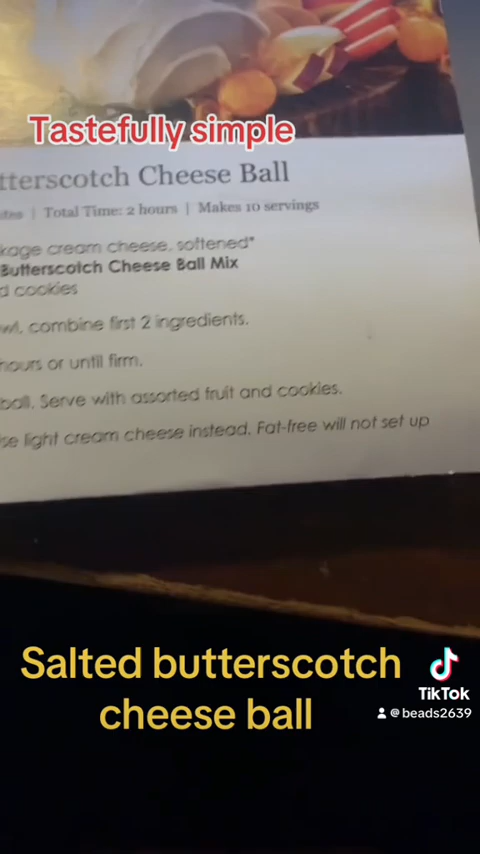 Tastefully simple
tterscotch Cheese Ball
tes | Total Time: 2 hours | Makes 10 servings
kage cream cheese, softened*
Butterscotch Cheese Ball Mix
d cookies
wl, combine first 2 ingredients.
hours or until firm.
ball. Serve with assorted fruit and cookies.
se light cream cheese instead. Fat-free will not set up
Salted butterscotch
cheese ball
TikTok
@beads2639